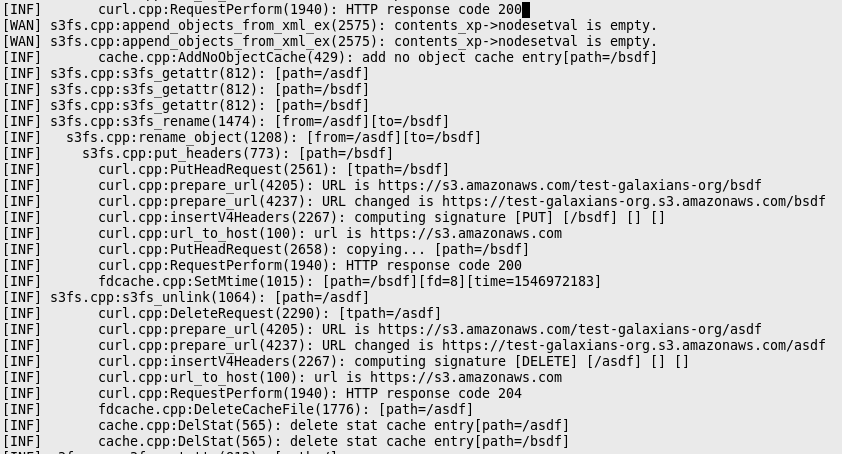 [INF]       curl.cpp:RequestPerform(1940): HTTP response code 200
[WAN] s3fs.cpp:append_objects_from_xml_ex(2575): contents_xp->nodesetval is empty.
[WAN] s3fs.cpp:append_objects_from_xml_ex(2575): contents_xp->nodesetval is empty.
[INF]       cache.cpp:AddNoObjectCache(429): add no object cache entry[path=/bsdf]
[INF] s3fs.cpp:s3fs_getattr(812): [path=/asdf]
[INF] s3fs.cpp:s3fs_getattr(812): [path=/bsdf]
[INF] s3fs.cpp:s3fs_getattr(812): [path=/asdf]
[INF] s3fs.cpp:s3fs_rename(1474): [from=/asdf][to=/bsdf]
[INF]   s3fs.cpp:rename_object(1208): [from=/asdf][to=/bsdf]
[INF]     s3fs.cpp:put_headers(773): [path=/bsdf]
[INF]       curl.cpp:PutHeadRequest(2561): [tpath=/bsdf]
[INF]       curl.cpp:prepare_url(4205): URL is https://s3.amazonaws.com/test-galaxians-org/bsdf
[INF]       curl.cpp:prepare_url(4237): URL changed is https://test-galaxians-org.s3.amazonaws.com/bsdf
[INF]       curl.cpp:insertV4Headers(2267): computing signature [PUT] [/bsdf] [] []
[INF]       curl.cpp:url_to_host(100): url is https://s3.amazonaws.com
[INF]       curl.cpp:PutHeadRequest(2658): copying... [path=/bsdf]
[INF]       curl.cpp:RequestPerform(1940): HTTP response code 200
[INF]       fdcache.cpp:SetMtime(1015): [path=/bsdf][fd=8][time=1546972183]
[INF] s3fs.cpp:s3fs_unlink(1064): [path=/asdf]
[INF]       curl.cpp:DeleteRequest(2290): [tpath=/asdf]
[INF]       curl.cpp:prepare_url(4205): URL is https://s3.amazonaws.com/test-galaxians-org/asdf
[INF]       curl.cpp:prepare_url(4237): URL changed is https://test-galaxians-org.s3.amazonaws.com/asdf
[INF]       curl.cpp:insertV4Headers(2267): computing signature [DELETE] [/asdf] [] []
[INF]       curl.cpp:url_to_host(100): url is https://s3.amazonaws.com
[INF]       curl.cpp:RequestPerform(1940): HTTP response code 204
[INF]       fdcache.cpp:DeleteCacheFile(1776): [path=/asdf]
[INF]       cache.cpp:DelStat(565): delete stat cache entry[path=/asdf]
[INF]       cache.cpp:DelStat(565): delete stat cache entry[path=/bsdf]